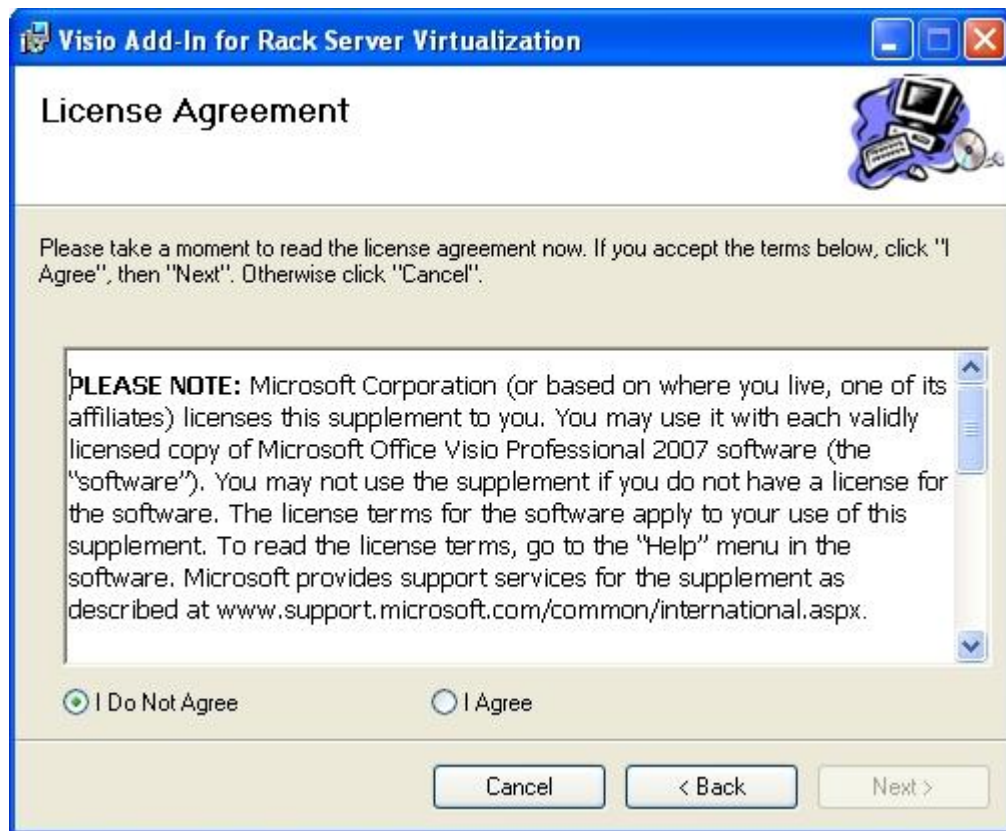 Visio Add-In for Rack Server Virtualization
License Agreement
Please take a moment to read the license agreement now. If you accept the terms below, click "I
Agree", then "Next". Otherwise click "Cancel".
PLEASE NOTE: Microsoft Corporation (or based on where you live, one of its
affiliates) licenses this supplement to you. You may use it with each validly
licensed copy of Microsoft Office Visio Professional 2007 software (the
"software"). You may not use the supplement if you do not have a license for
the software. The license terms for the software apply to your use of this
supplement. To read the license terms, go to the "Help" menu in the
software. Microsoft provides support services for the supplement as
described at www.support.microsoft.com/common/international.aspx.
I Do Not Agree
I Agree
Cancel
< Back
Next >